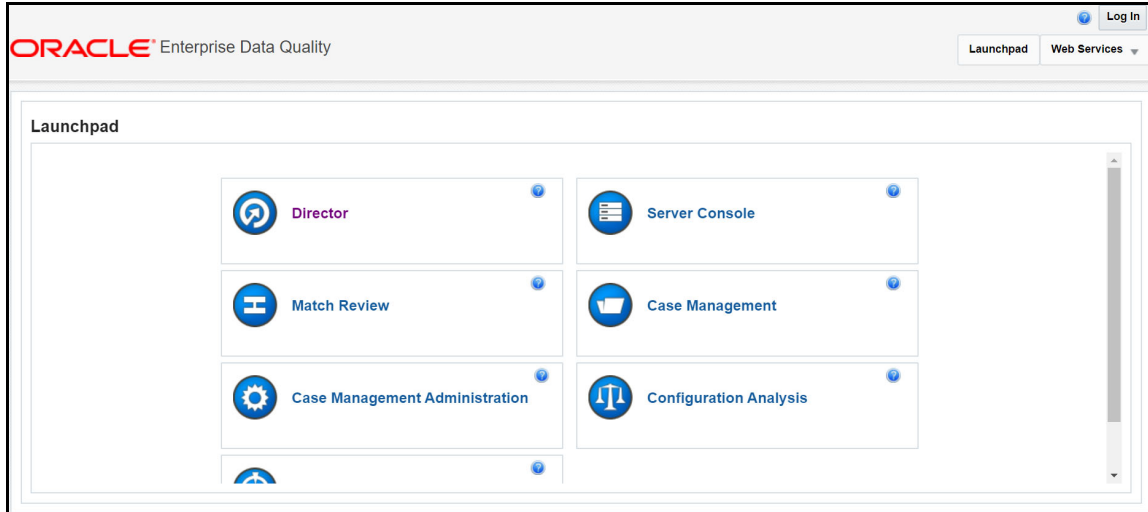 Log In
ORACLE® Enterprise Data Quality
Launchpad Web Services
Launchpad
Director
Server Console
Match Review
Case Management
Case Management Administration
Configuration Analysis